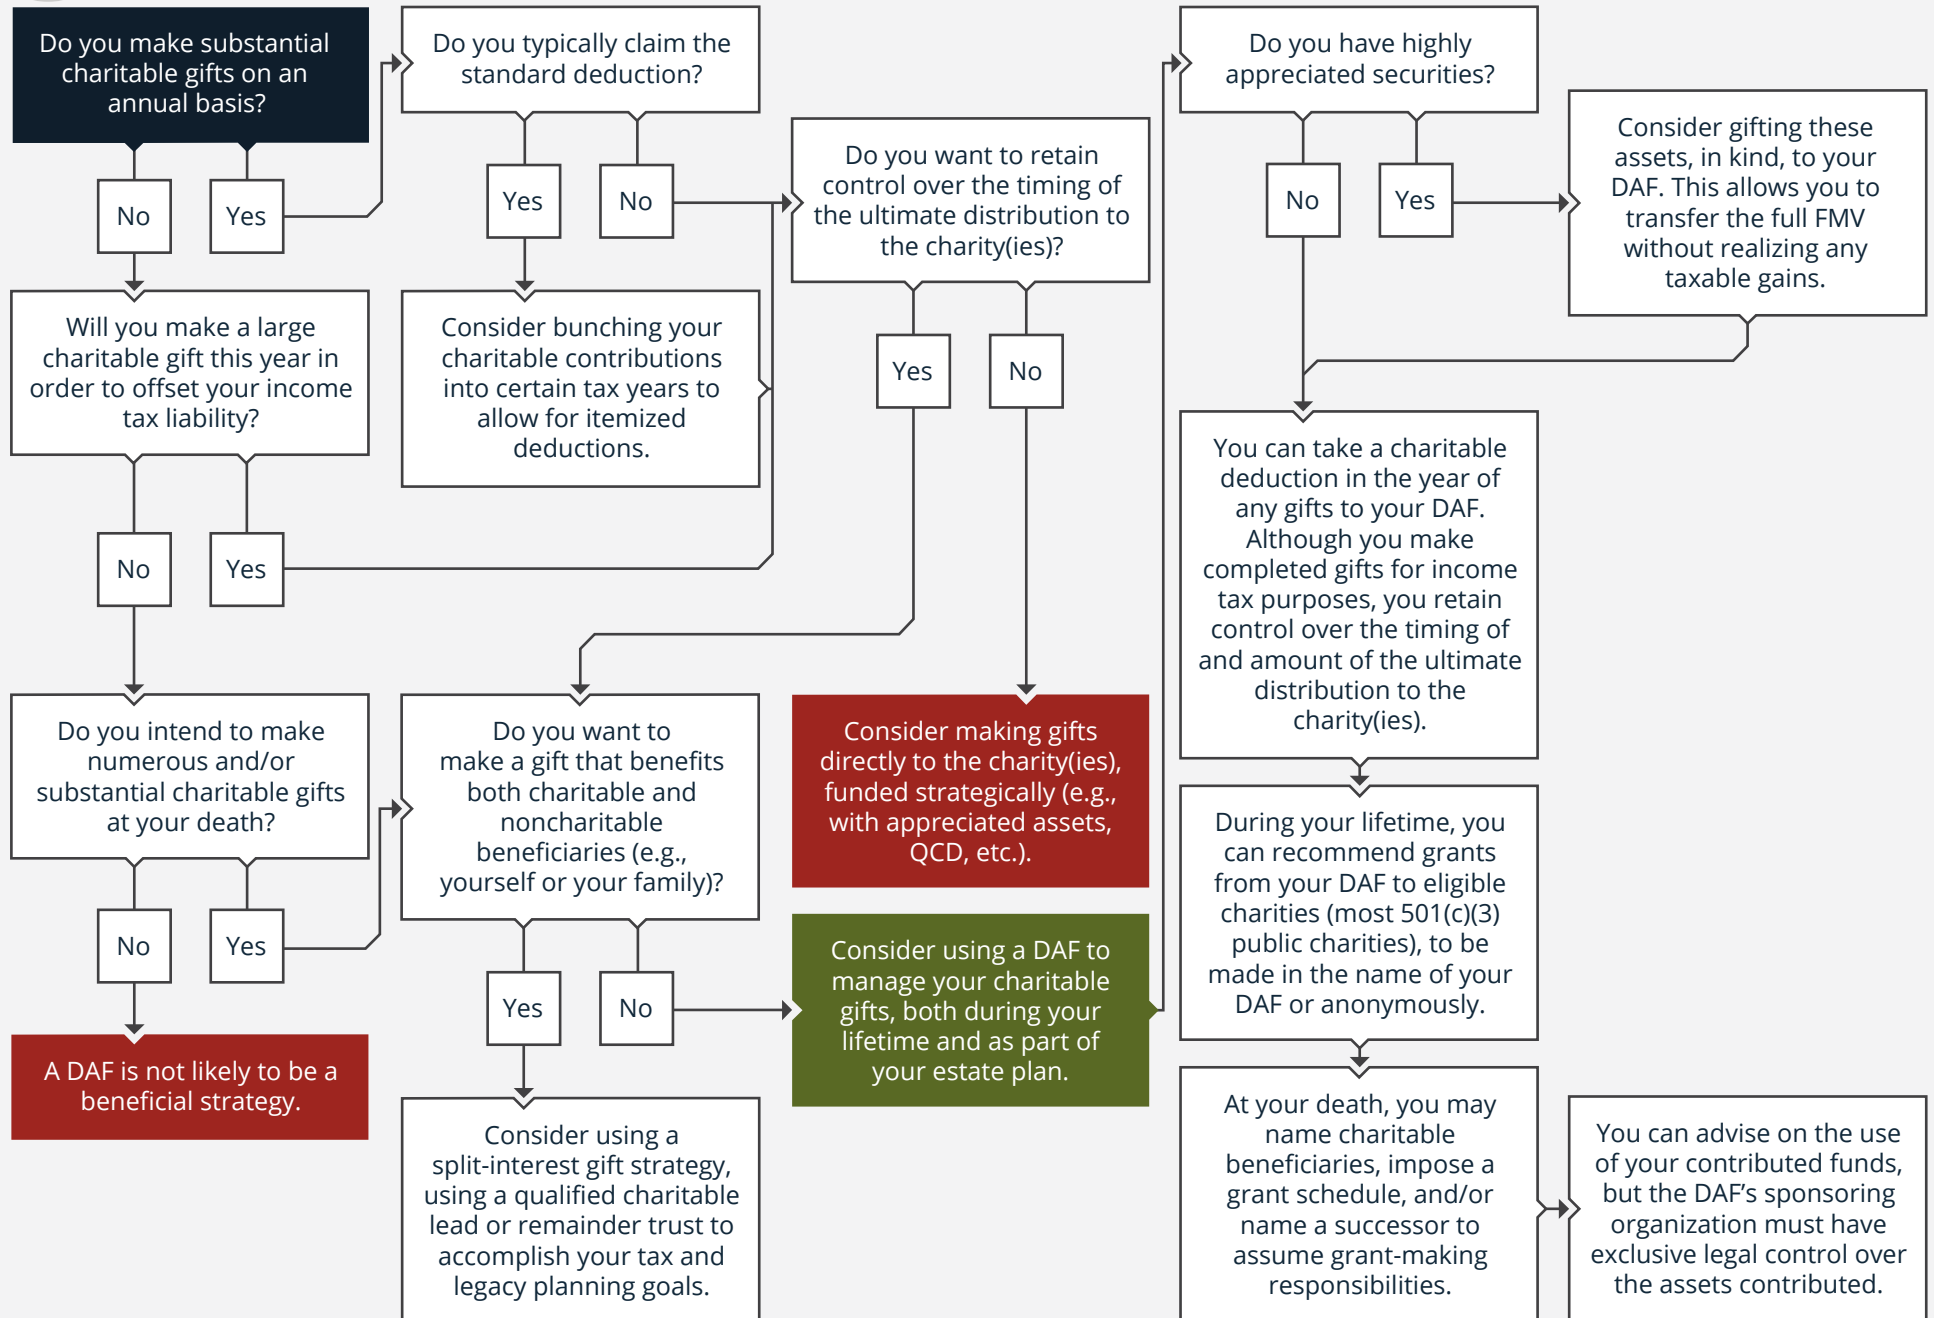 Do you make substantial
charitable gifts on an
annual basis?
No
Yes
Will you make a large
charitable gift this year in
order to offset your income
tax liability?
No
Yes
Do you intend to make
numerous and/or
substantial charitable gifts
at your death?
No
Yes
A DAF is not likely to be a
beneficial strategy.
Do you typically claim the
standard deduction?
Yes
No
Consider bunching your
charitable contributions
into certain tax years to
allow for itemized
deductions.
Do you want to retain
control over the timing of
the ultimate distribution to
the charity(ies)?
Yes
No
Do you want to
make a gift that benefits
both charitable and
noncharitable
beneficiaries (e.g.,
yourself or your family)?
Yes
No
Consider using a
split-interest gift strategy,
using a qualified charitable
lead or remainder trust to
accomplish your tax and
legacy planning goals.
Consider making gifts
directly to the charity(ies),
funded strategically (e.g.,
with appreciated assets,
QCD, etc.).
Consider using a DAF to
manage your charitable
gifts, both during your
lifetime and as part of
your estate plan.
Do you have highly
appreciated securities?
No
Yes
Consider gifting these
assets, in kind, to your
DAF. This allows you to
transfer the full FMV
without realizing any
taxable gains.
You can take a charitable
deduction in the year of
any gifts to your DAF.
Although you make
completed gifts for income
tax purposes, you retain
control over the timing of
and amount of the ultimate
distribution to the
charity(ies).
During your lifetime, you
can recommend grants
from your DAF to eligible
charities (most 501(c)(3)
public charities), to be
made in the name of your
DAF or anonymously.
At your death, you may
name charitable
beneficiaries, impose a
grant schedule, and/or
name a successor to
assume grant-making
responsibilities.
You can advise on the use
of your contributed funds,
but the DAF’s sponsoring
organization must have
exclusive legal control over
the assets contributed.